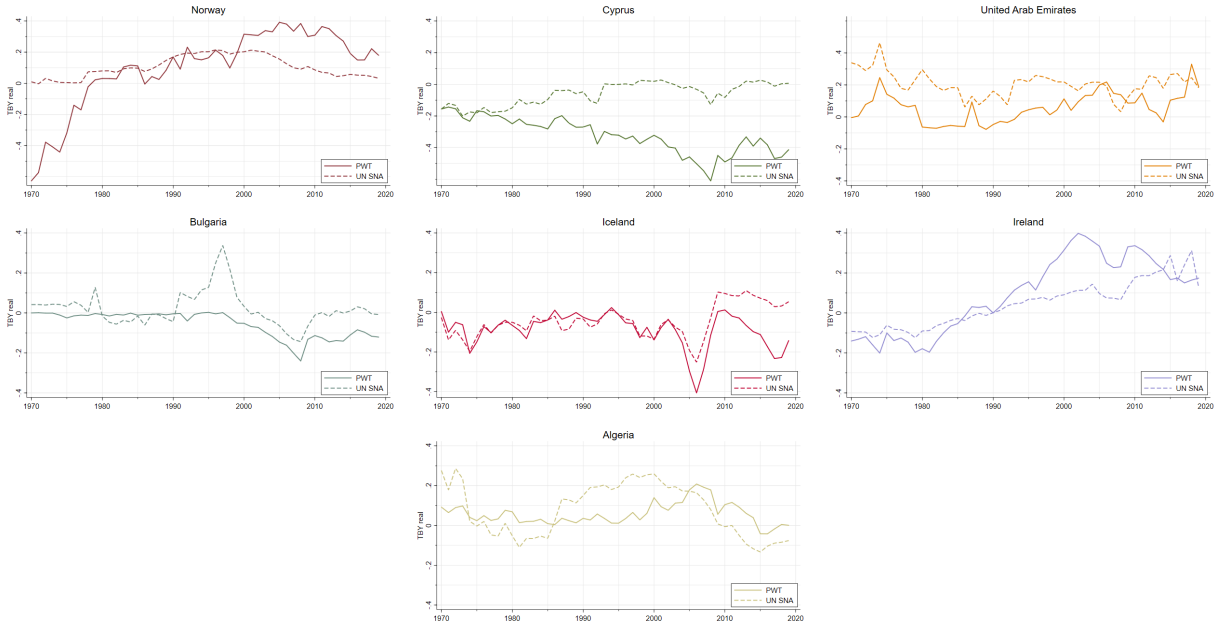 Norway
TBY real
.4
.2
0
-.2
-.4
PWT
UN SNA
1970
1980
1990
2000
2010
2020
Cyprus
TBY real
.4
.2
0
-.2
-.4
-.6
PWT
UN SNA
1970
1980
1990
2000
2010
2020
United Arab Emirates
TBY real
.4
.2
0
-.2
-.4
PWT
UN SNA
1970
1980
1990
2000
2010
2020
Bulgaria
TBY real
.4
.2
0
-.2
-.4
PWT
UN SNA
1970
1980
1990
2000
2010
2020
Iceland
TBY real
.4
.2
0
-.2
-.4
PWT
UN SNA
1970
1980
1990
2000
2010
2020
Ireland
TBY real
.4
.2
0
-.2
-.4
PWT
UN SNA
1970
1980
1990
2000
2010
2020
Algeria
TBY real
.4
.2
0
-.2
-.4
PWT
UN SNA
1970
1980
1990
2000
2010
2020